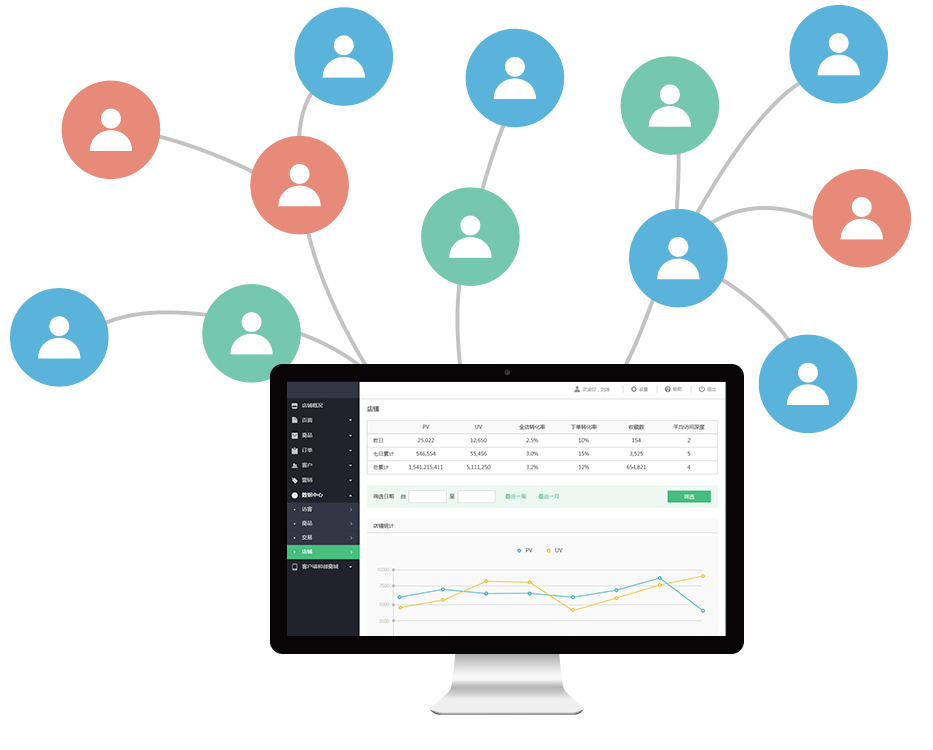 欢迎您，刘涛 设置 帮助 退出
店铺概况
页面
商品
订单
客户
营销
数据中心
访客
商品
交易
店铺
客户端和微商城
店铺
PV UV 全店转化率 下单转化率 收藏数 平均访问深度
昨日 25,022 12,650 2.5% 10% 154 2
七日累计 546,554 55,456 3.0% 15% 3,525 5
总累计 1,541,215,411 5,111,250 3.2% 12% 654,821 4
筛选日期 由 至 最近一周 最近一月 筛选
店铺统计
PV UV
10000
7500
5000
2500